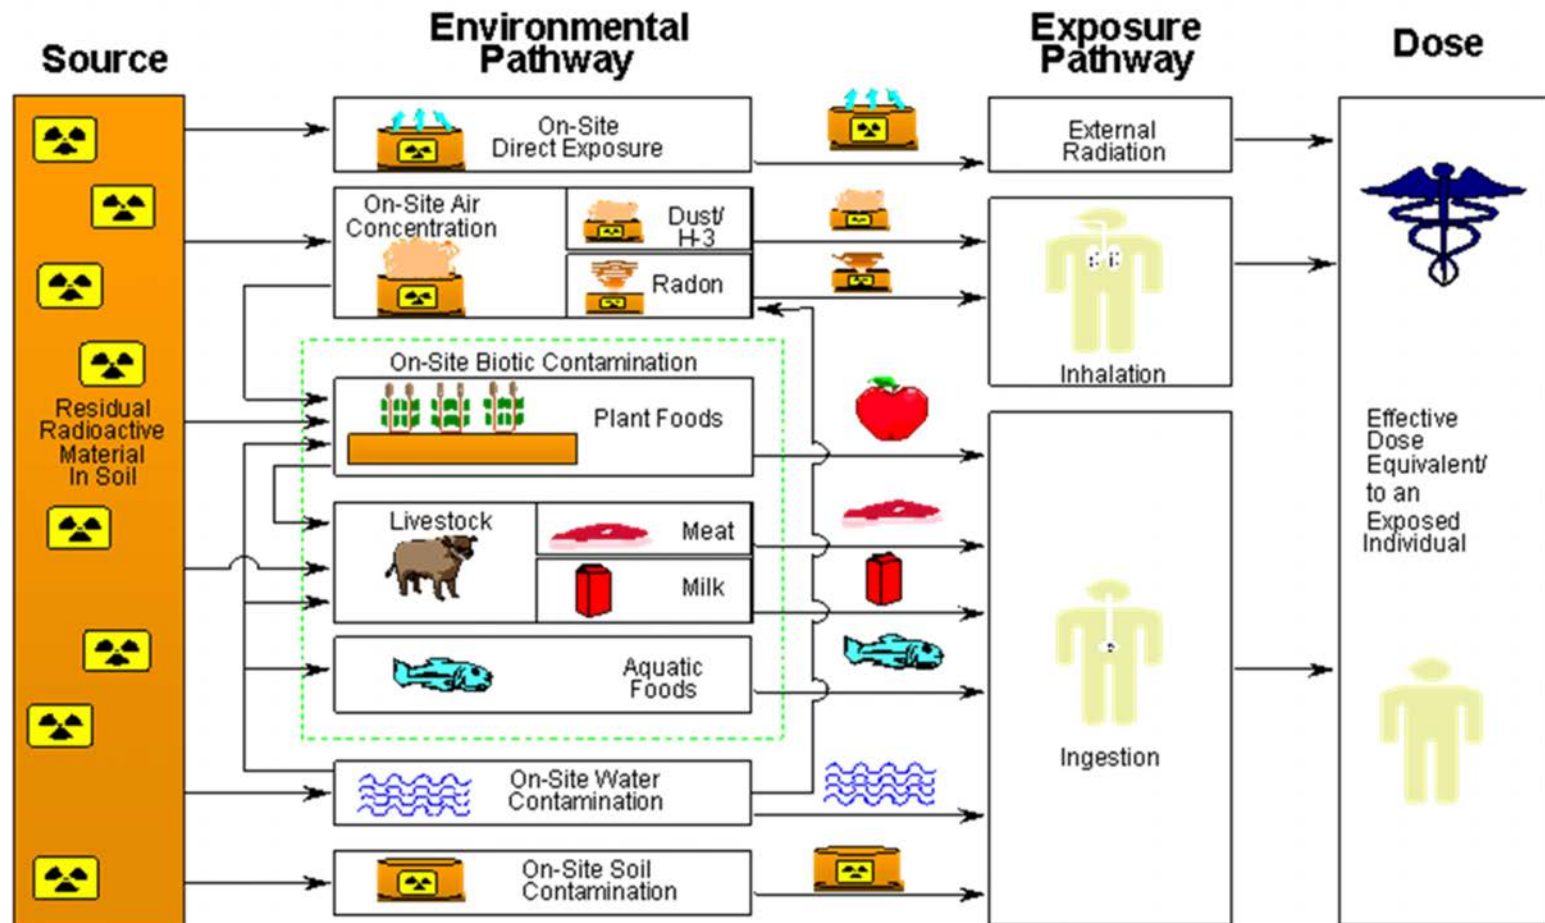 Source
Environmental
Pathway
Exposure
Pathway
Dose
Residual
Radioactive
Material
In Soil
On-Site
Direct Exposure
On-Site Air
Concentration
Dust/
H-3
Radon
On-Site Biotic Contamination
Plant Foods
Livestock
Meat
Milk
Aquatic
Foods
On-Site Water
Contamination
On-Site Soil
Contamination
External
Radiation
Inhalation
Ingestion
Effective
Dose
Equivalent/
to an
Exposed
Individual